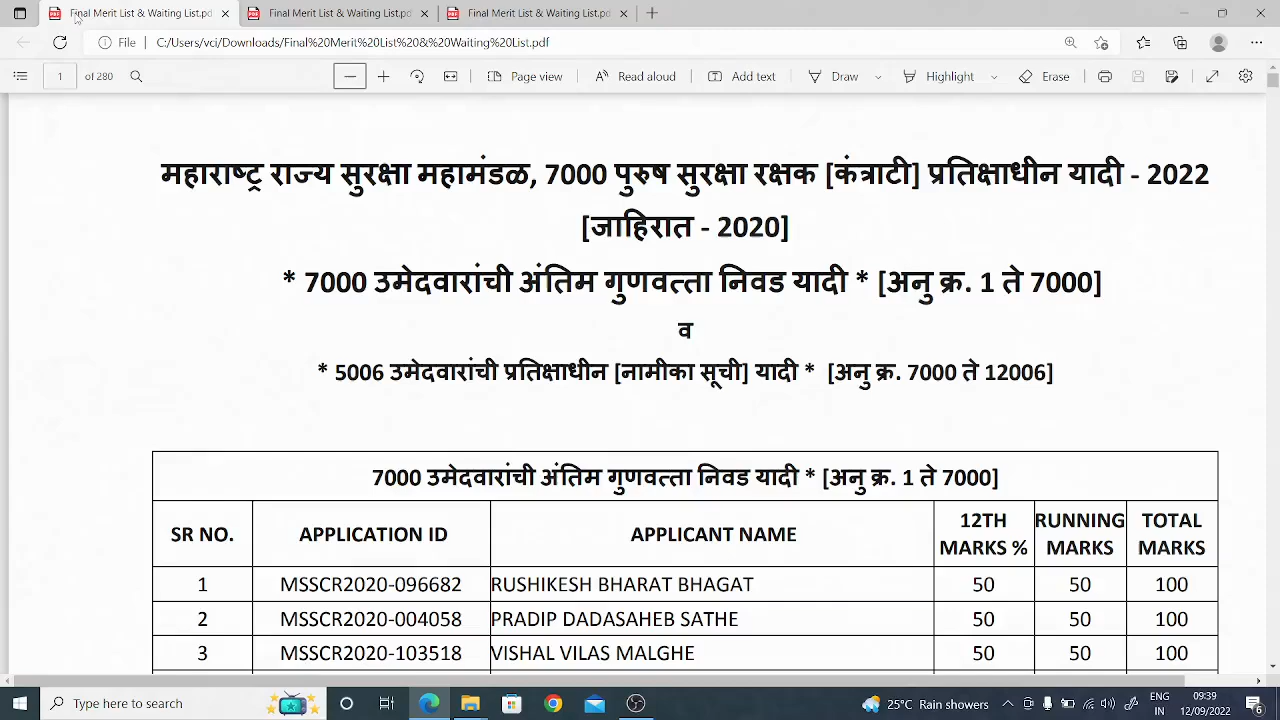 Final Merit List & Waiting List.pd
Final Merit List & Waiting List.pd
Final Merit List & Waiting List.pd
File
C:/Users/vci/Downloads/Final%20Merit%20List%20&%20Waiting%20List.pdf
1 of 280
Page view
Read aloud
Add text
Draw
Highlight
Erase
महाराष्ट्र राज्य सुरक्षा महामंडळ, 7000 पुरुष सुरक्षा रक्षक [कंत्राटी] प्रतिक्षाधीन यादी - 2022
[जाहिरात - 2020]
* 7000 उमेदवारांची अंतिम गुणवत्ता निवड यादी * [अनु क्र. 1 ते 7000]
व
* 5006 उमेदवारांची प्रतिक्षाधीन [नामीका सूची] यादी * [अनु क्र. 7000 ते 12006]
7000 उमेदवारांची अंतिम गुणवत्ता निवड यादी * [अनु क्र. 1 ते 7000]
SR NO. APPLICATION ID APPLICANT NAME 12TH MARKS % RUNNING MARKS TOTAL MARKS
1 MSSCR2020-096682 RUSHIKESH BHARAT BHAGAT 50 50 100
2 MSSCR2020-004058 PRADIP DADASAHEB SATHE 50 50 100
3 MSSCR2020-103518 VISHAL VILAS MALGHE 50 50 100
Type here to search
25°C Rain showers
ENG
IN
09:39
12/09/2022
6